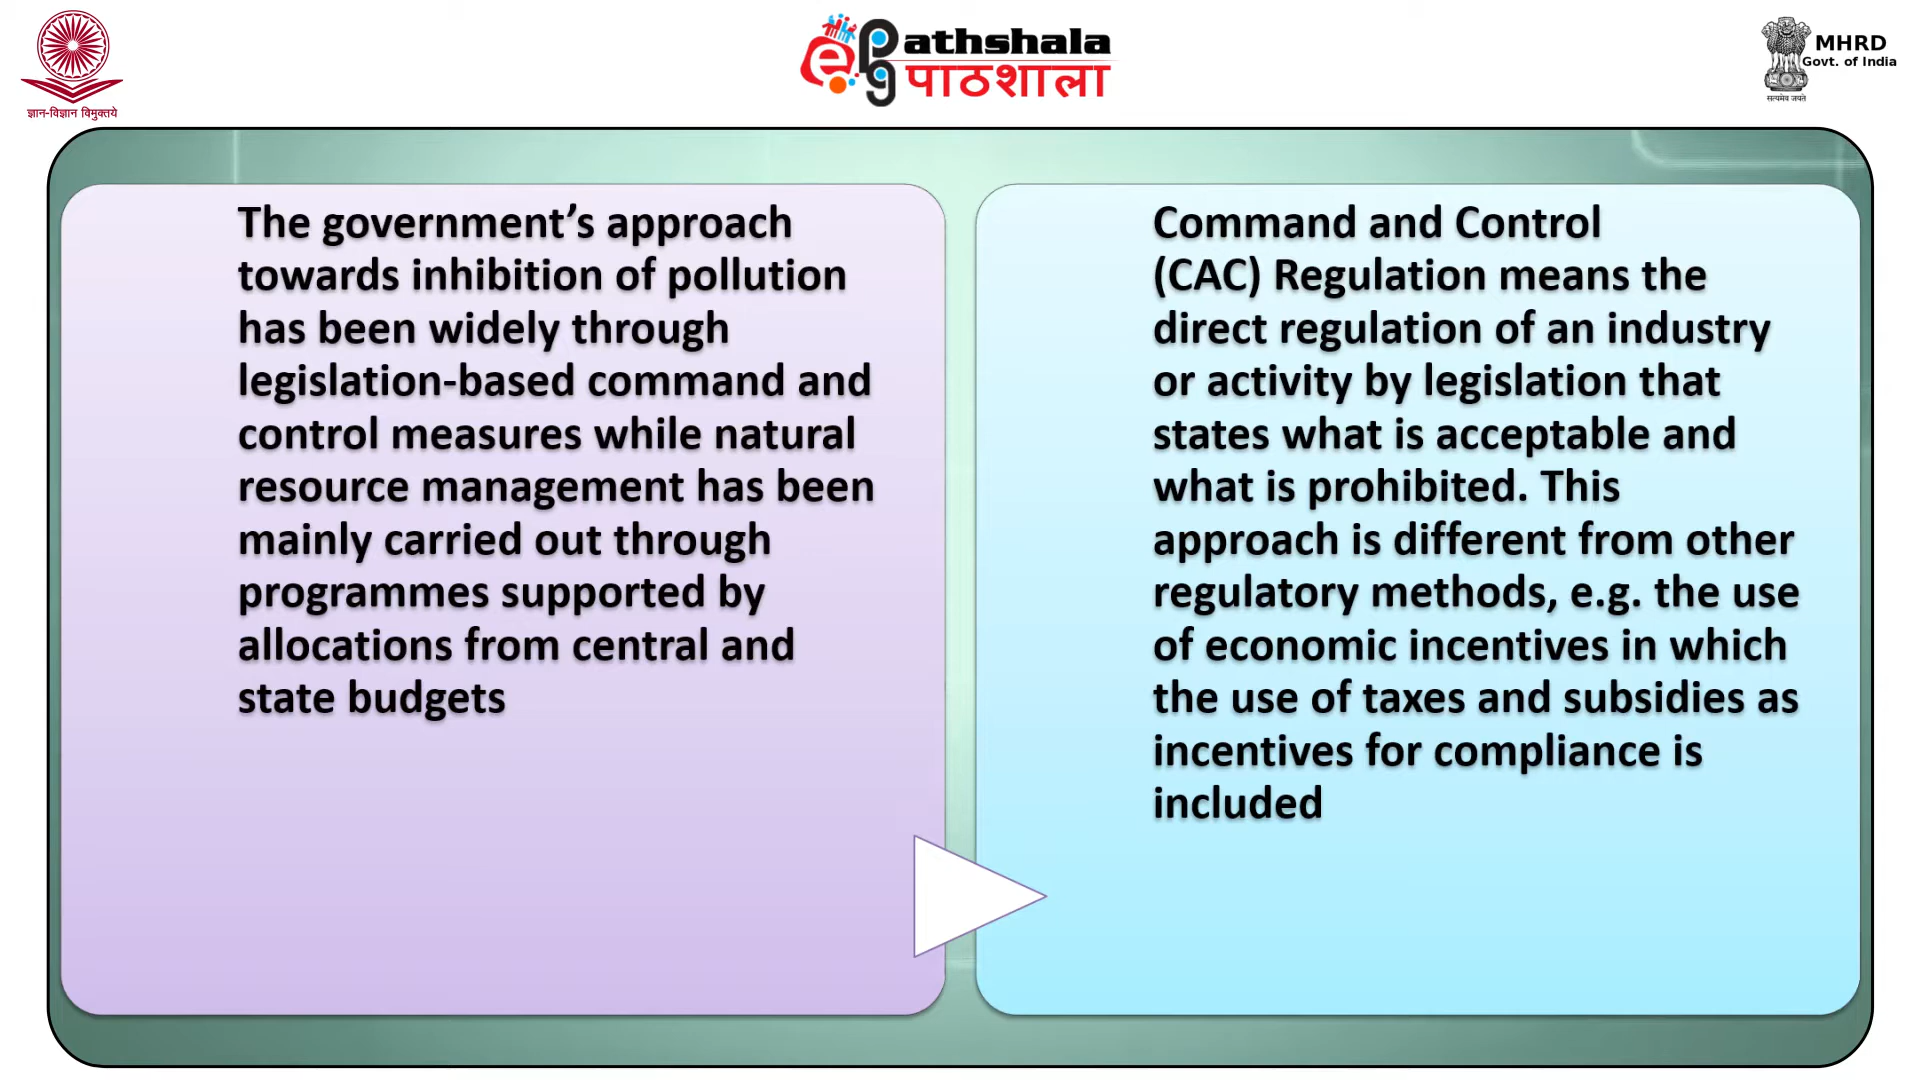 ज्ञान-विज्ञान विमुक्तये
e
Pg
athshala
पाठशाला
MHRD
Govt. of India
सत्यमेव जयते
The government’s approach
towards inhibition of pollution
has been widely through
legislation-based command and
control measures while natural
resource management has been
mainly carried out through
programmes supported by
allocations from central and
state budgets
Command and Control
(CAC) Regulation means the
direct regulation of an industry
or activity by legislation that
states what is acceptable and
what is prohibited. This
approach is different from other
regulatory methods, e.g. the use
of economic incentives in which
the use of taxes and subsidies as
incentives for compliance is
included